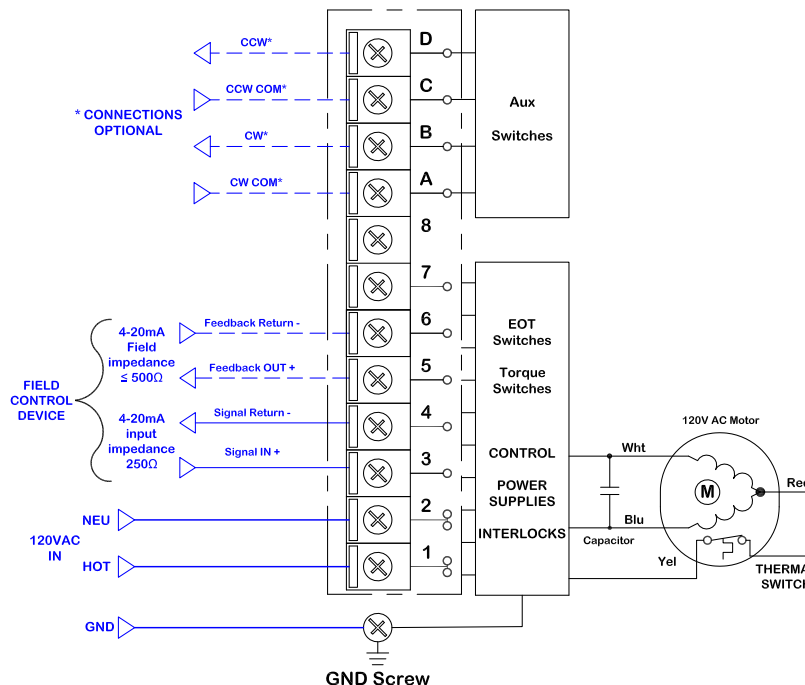 CCW*
D
CCW COM*
C
* CONNECTIONS
OPTIONAL
CW*
B
CW COM*
A
Aux
Switches
8
7
Feedback Return -
6
Feedback OUT +
5
4-20mA
Field
impedance
≤ 500Ω
Signal Return -
4
Signal IN +
3
4-20mA
input
impedance
250Ω
FIELD
CONTROL
DEVICE
EOT
Switches
Torque
Switches
CONTROL
POWER
SUPPLIES
INTERLOCKS
120V AC Motor
Wht
M
Red
Blu
Capacitor
Yel
THERMA
SWITCH
NEU
2
120VAC
IN
HOT
1
GND
GND Screw